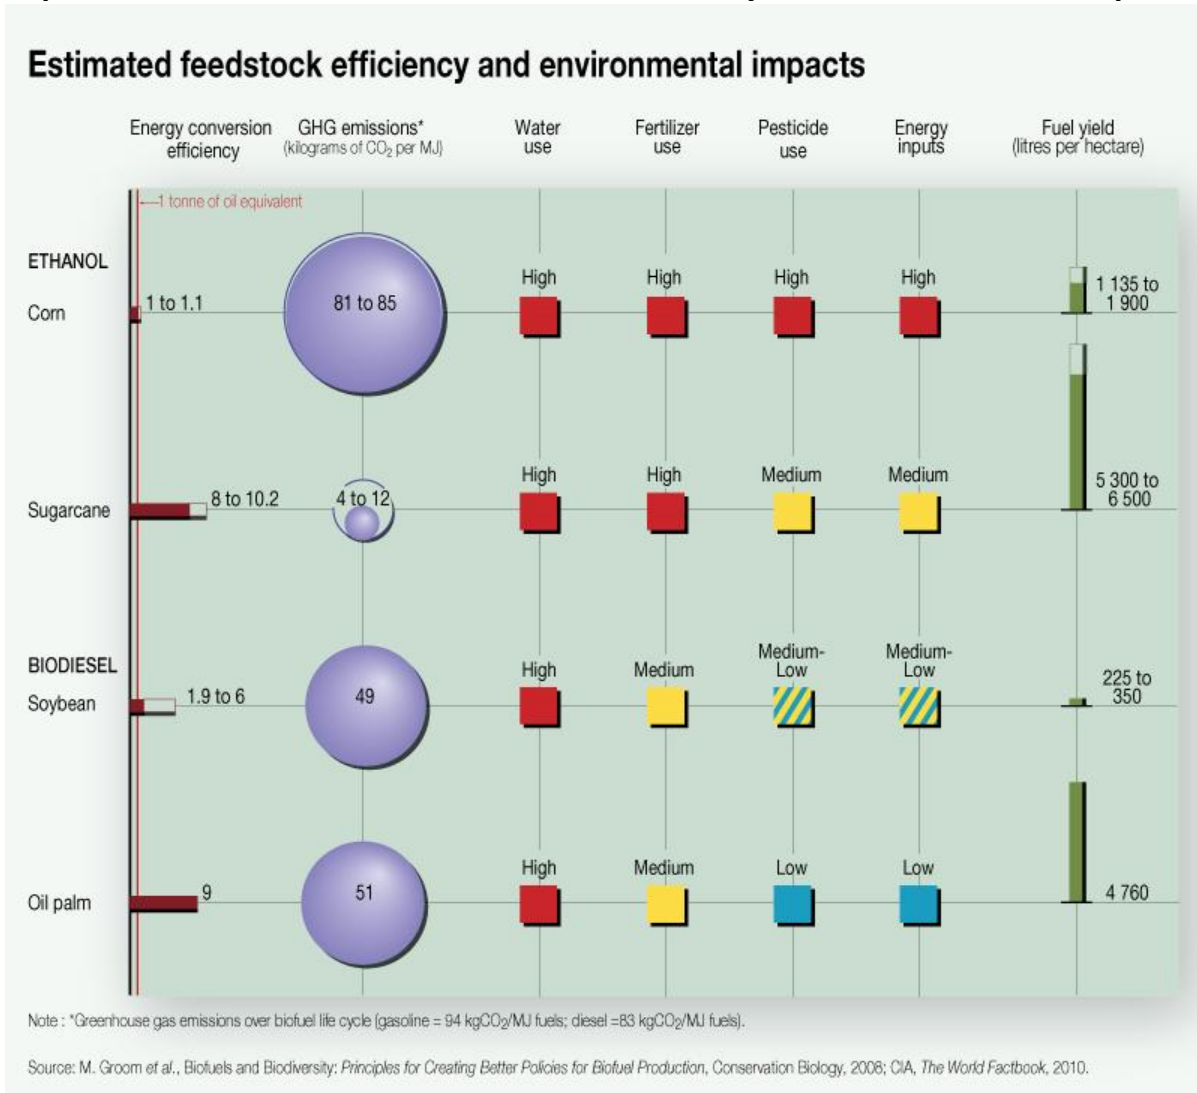 Estimated feedstock efficiency and environmental impacts
Energy conversion
efficiency
GHG emissions*
(kilograms of CO2 per MJ)
Water
use
Fertilizer
use
Pesticide
use
Energy
inputs
Fuel yield
(litres per hectare)
1 tonne of oil equivalent
ETHANOL
Corn
1 to 1.1
81 to 85
High
High
High
High
1 135 to
1 900
Sugarcane
8 to 10.2
4 to 12
High
High
Medium
Medium
5 300 to
6 500
BIODIESEL
Soybean
1.9 to 6
49
High
Medium
Medium-
Low
Medium-
Low
225 to
350
Oil palm
9
51
High
Medium
Low
Low
4 760
Note : *Greenhouse gas emissions over biofuel life cycle (gasoline = 94 kgCO2/MJ fuels; diesel =83 kgCO2/MJ fuels).
Source: M. Groom et al., Biofuels and Biodiversity: Principles for Creating Better Policies for Biofuel Production, Conservation Biology, 2008; CIA, The World Factbook, 2010.